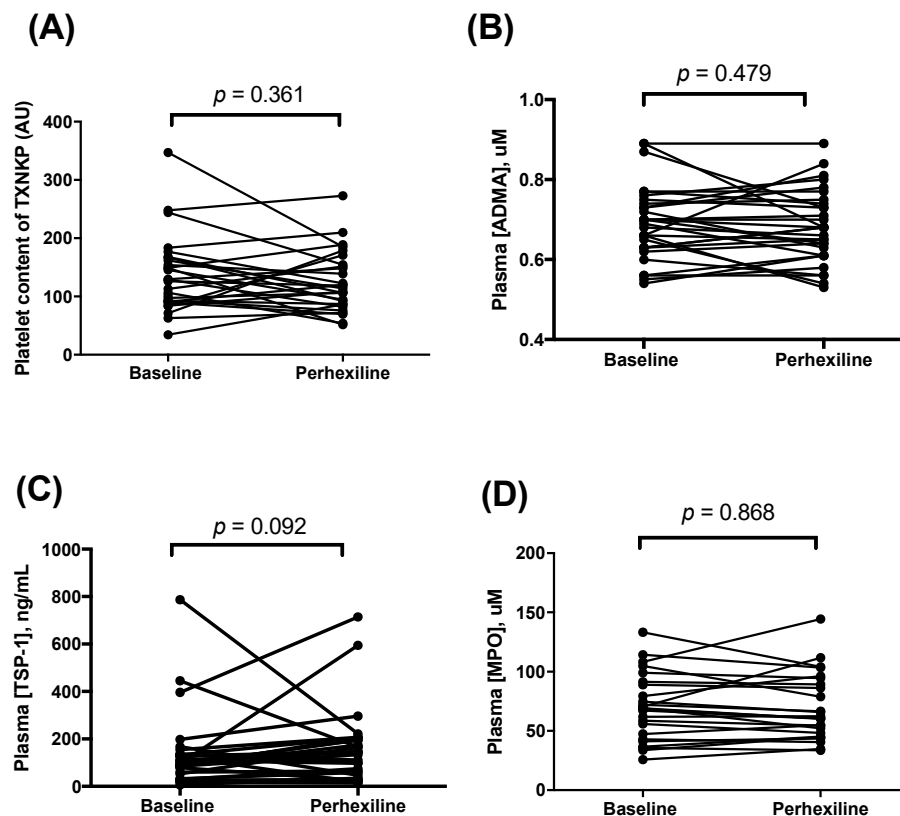 (A)
p = 0.361
Platelet content of TXNKP (AU)
400
300
200
100
0
Baseline
Perhexiline
(B)
p = 0.479
Plasma [ADMA], uM
1.0
0.8
0.6
0.4
Baseline
Perhexiline
(C)
p = 0.092
Plasma [TSP-1], ng/mL
1000
800
600
400
200
0
Baseline
Perhexiline
(D)
p = 0.868
Plasma [MPO], uM
200
150
100
50
0
Baseline
Perhexiline